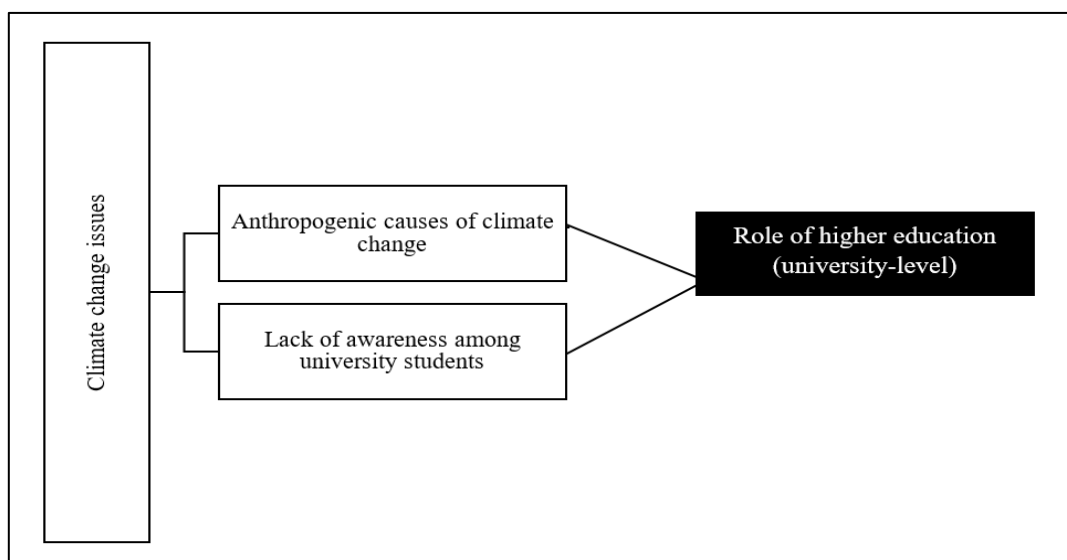 Climate change issues
Anthropogenic causes of climate
change
Lack of awareness among
university students
Role of higher education
(university-level)